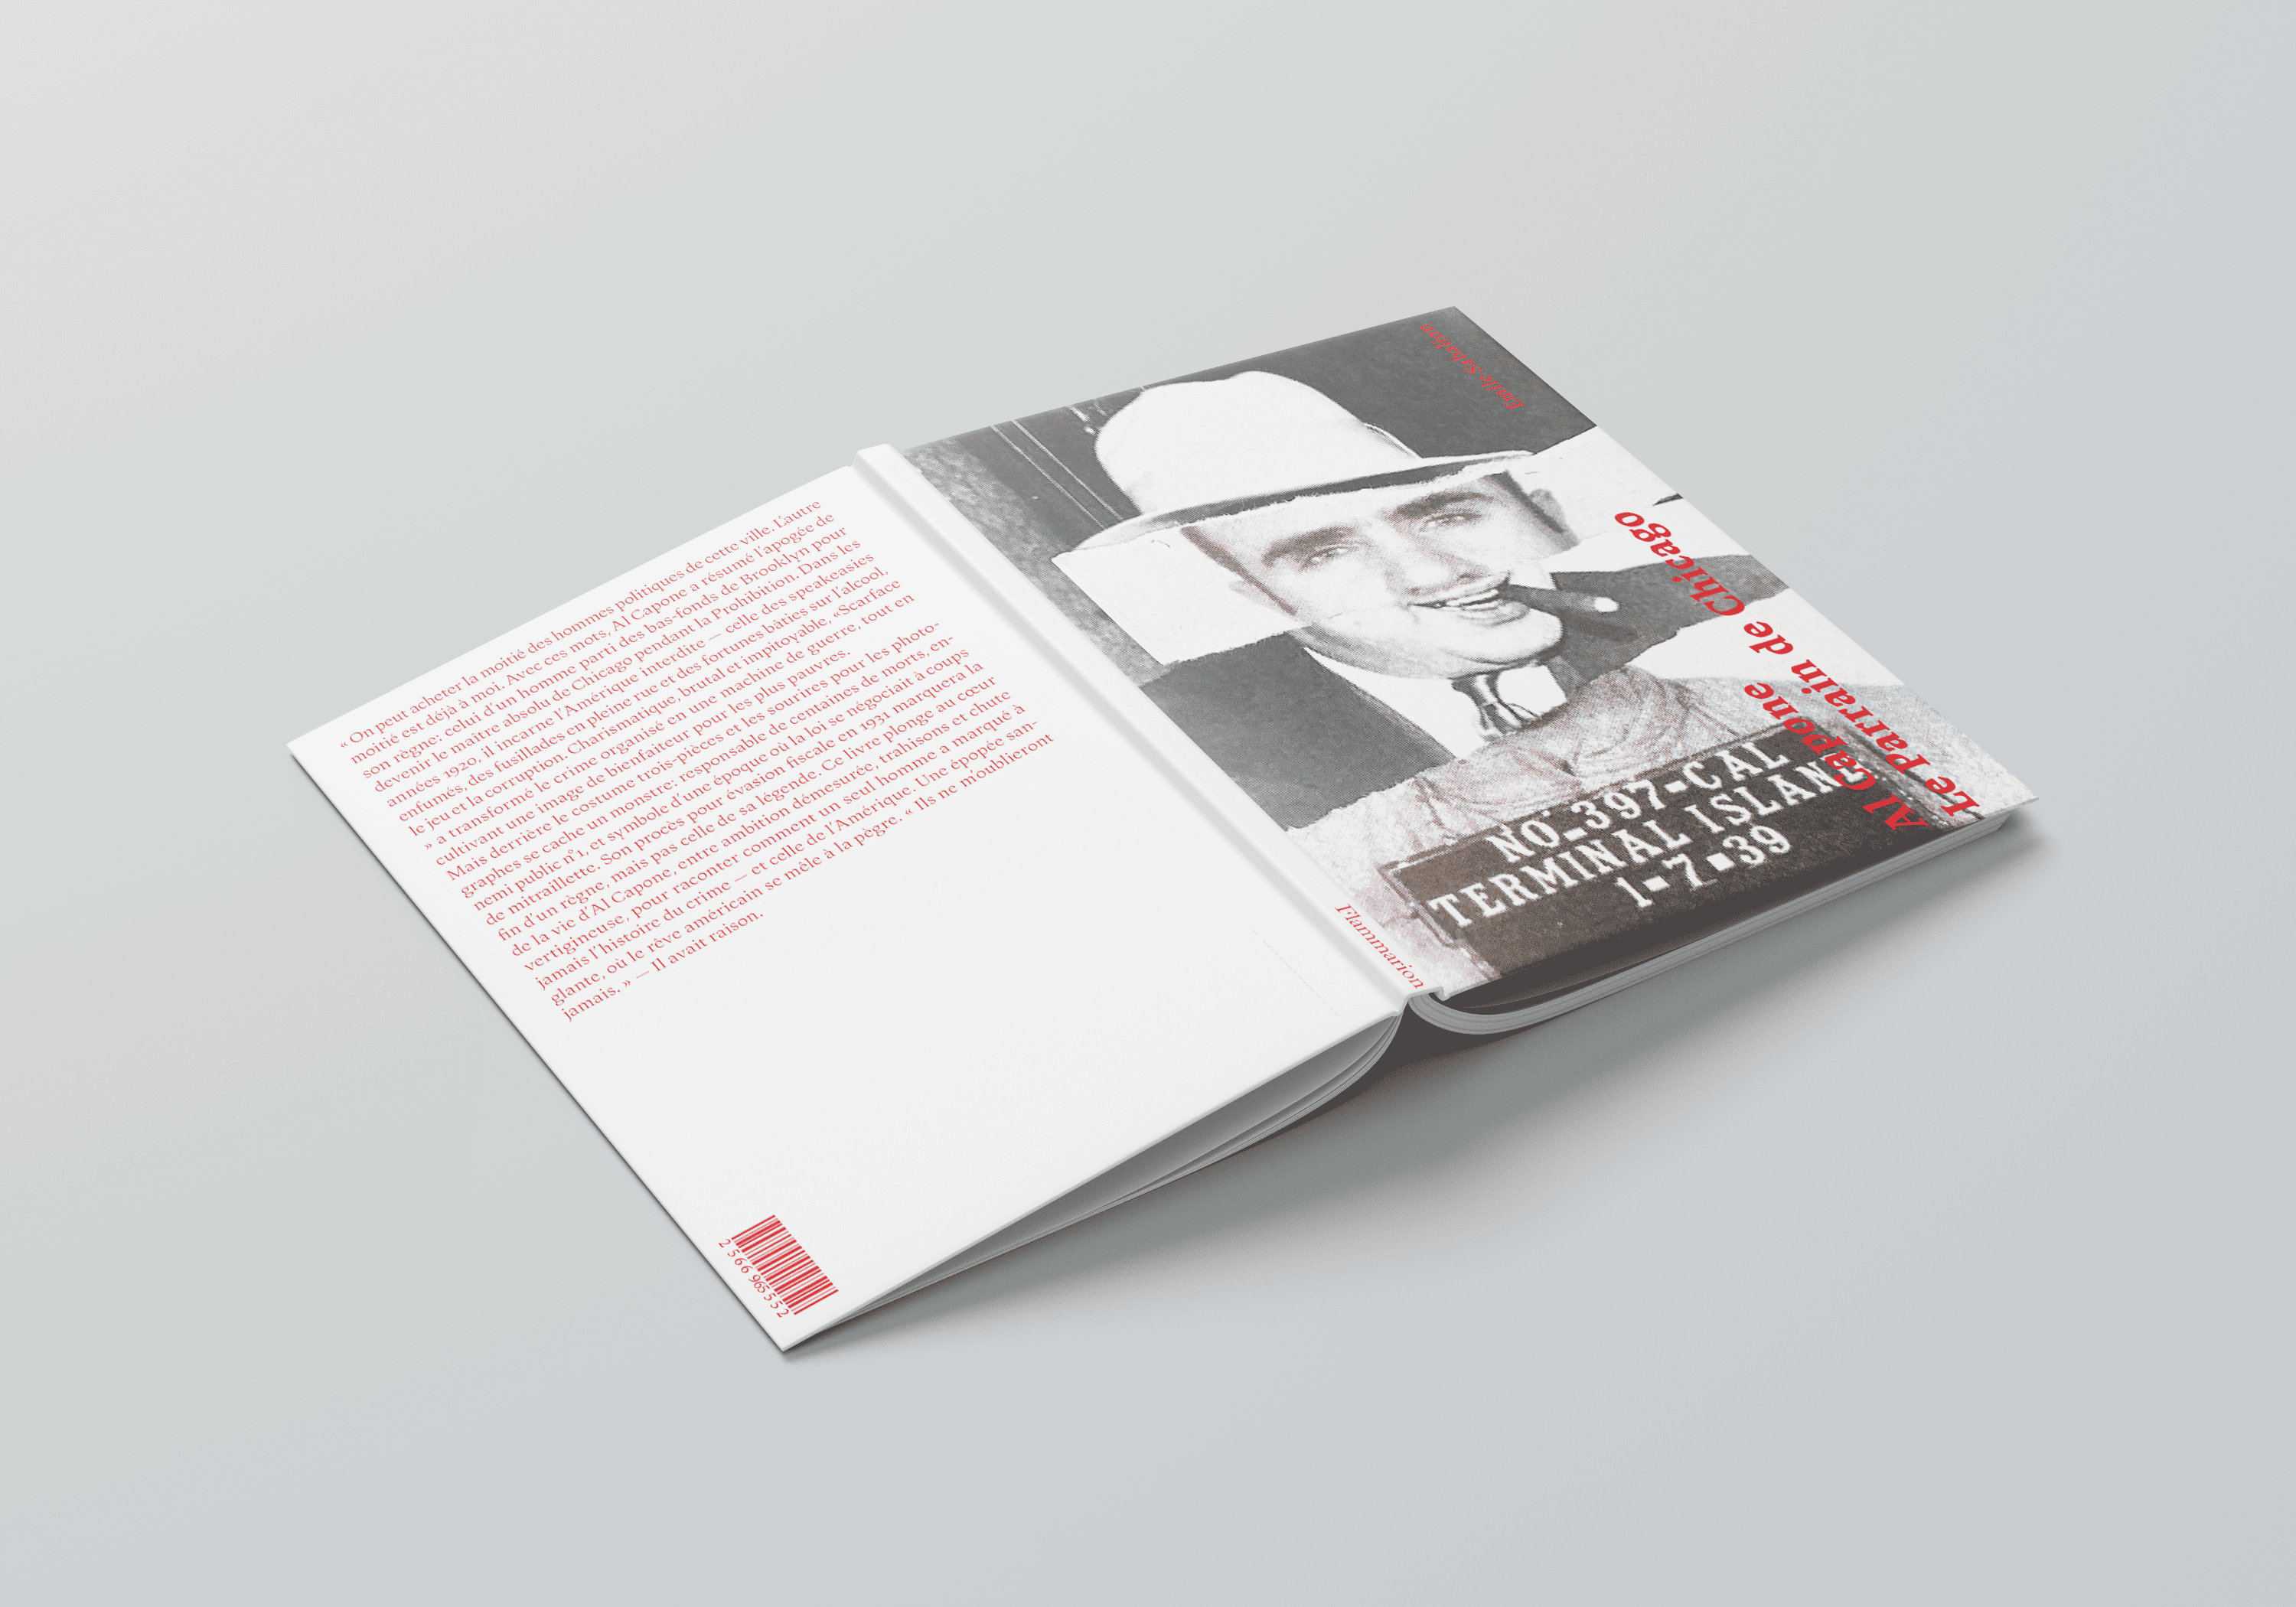 « On peut acheter la moitié des hommes politiques de cette ville. L'autre
moitié est déjà à moi. Avec ces mots, Al Capone a résumé l'apogée de
son règne: celui d'un homme parti des bas-fonds de Brooklyn pour
devenir le maître absolu de Chicago pendant la Prohibition. Dans les
années 1920, il incarne l'Amérique interdite — celle des speakeasies
enfumés, des fusillades en pleine rue et des fortunes bâties sur l'alcool,
le jeu et la corruption. Charismatique, brutal et impitoyable, «Scarface
» a transformé le crime organisé en une machine de guerre, tout en
cultivant une image de bienfaiteur pour les plus pauvres.
Mais derrière le costume trois-pièces et les sourires pour les photo-
graphes se cache un monstre: responsable de centaines de morts, en-
nemi public n°1, et symbole d'une époque où la loi se négociait à coups
de mitraillette. Son procès pour évasion fiscale en 1931 marquera la
fin d'un règne, mais pas celle de sa légende. Ce livre plonge au cœur
de la vie d'Al Capone, entre ambition démesurée, trahisons et chute
vertigineuse, pour raconter comment un seul homme a marqué à
jamais l'histoire du crime — et celle de l'Amérique. Une épopée san-
glante, où le rêve américain se mêle à la pègre. « Ils ne m'oublieront
jamais. » — Il avait raison.
2 566 965552
Flammarion
Emile
Al Capone
Le Parrain de Chicago
NO. 397-CAL
TERMINAL ISLAND
1-7-39